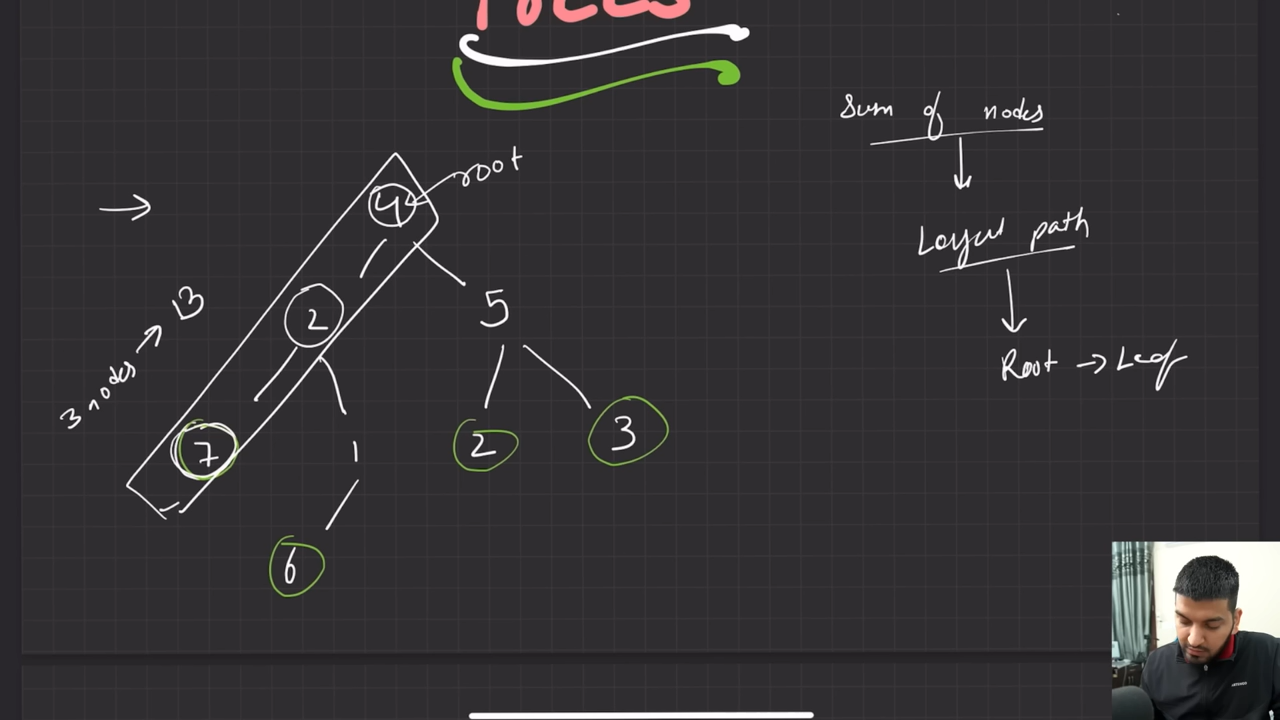 Sum of nodes
root
4
Longest path
2
5
3 nodes → 13
Root → Leaf
7
1
2
3
6